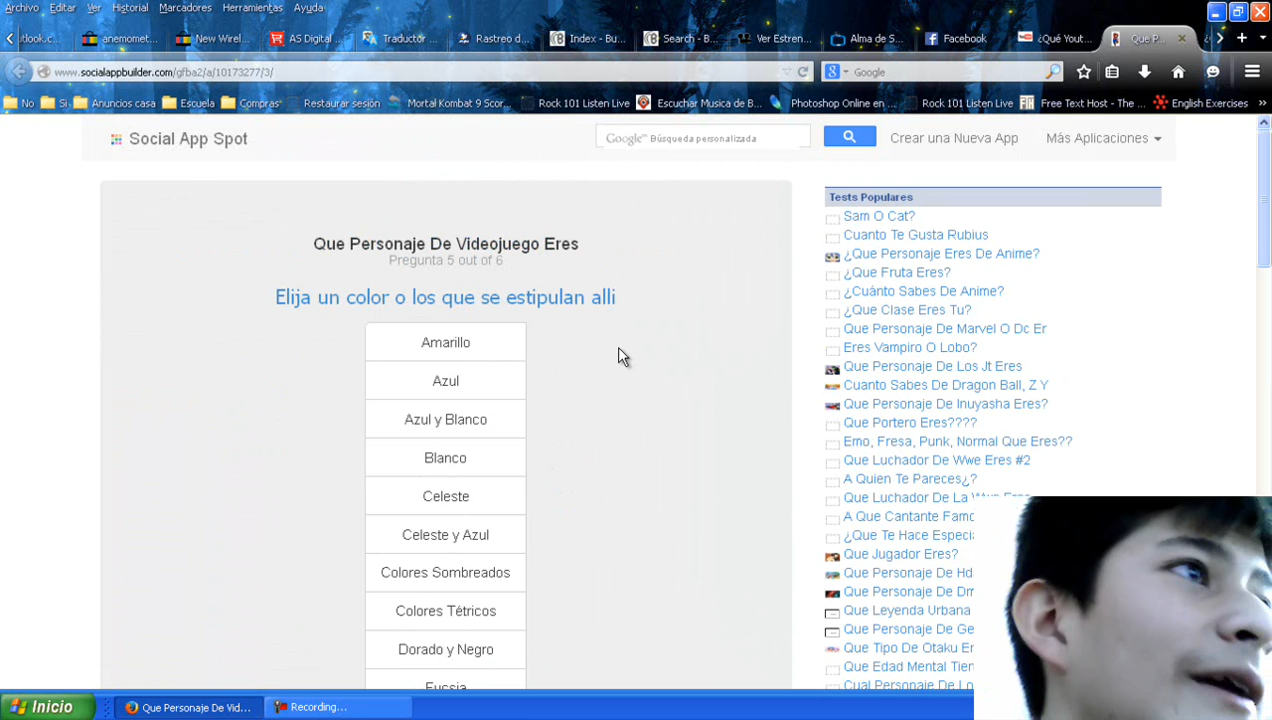 Archivo Editar Ver Historial Marcadores Herramientas Ayuda
utlook.c... anemomet... New Wirel... AS Digital ... Traductor ... Rastreo d... Index - Bu... Search - B... Ver Estren... Alma de S... Facebook ¿Qué Yout... Que P...
www.socialappbuilder.com/gfba2/a/10173277/3/ Google
No Si Anuncios casa Escuela Compras Restaurar sesión Mortal Kombat 9 Scor... Rock 101 Listen Live Escuchar Musica de B... Photoshop Online en ... Rock 101 Listen Live Free Text Host - The ... English Exercises
Social App Spot
Google™ Búsqueda personalizada
Crear una Nueva App
Más Aplicaciones
Que Personaje De Videojuego Eres
Pregunta 5 out of 6
Elija un color o los que se estipulan alli
Amarillo
Azul
Azul y Blanco
Blanco
Celeste
Celeste y Azul
Colores Sombreados
Colores Tétricos
Dorado y Negro
Fussia
Tests Populares
Sam O Cat?
Cuanto Te Gusta Rubius
¿Que Personaje Eres De Anime?
¿Que Fruta Eres?
¿Cuánto Sabes De Anime?
¿Que Clase Eres Tu?
Que Personaje De Marvel O Dc Er
Eres Vampiro O Lobo?
Que Personaje De Los Jt Eres
Cuanto Sabes De Dragon Ball, Z Y
Que Personaje De Inuyasha Eres?
Que Portero Eres????
Emo, Fresa, Punk, Normal Que Eres??
Que Luchador De Wwe Eres #2
A Quien Te Pareces¿?
Que Luchador De La Wwe Eres
A Que Cantante Famo
¿Que Te Hace Especi
Que Jugador Eres?
Que Personaje De Hd
Que Personaje De Drr
Que Leyenda Urbana
Que Personaje De Ge
Que Tipo De Otaku Er
Que Edad Mental Tien
Cual Personaje De Lo
Inicio Que Personaje De Vid... Recording...